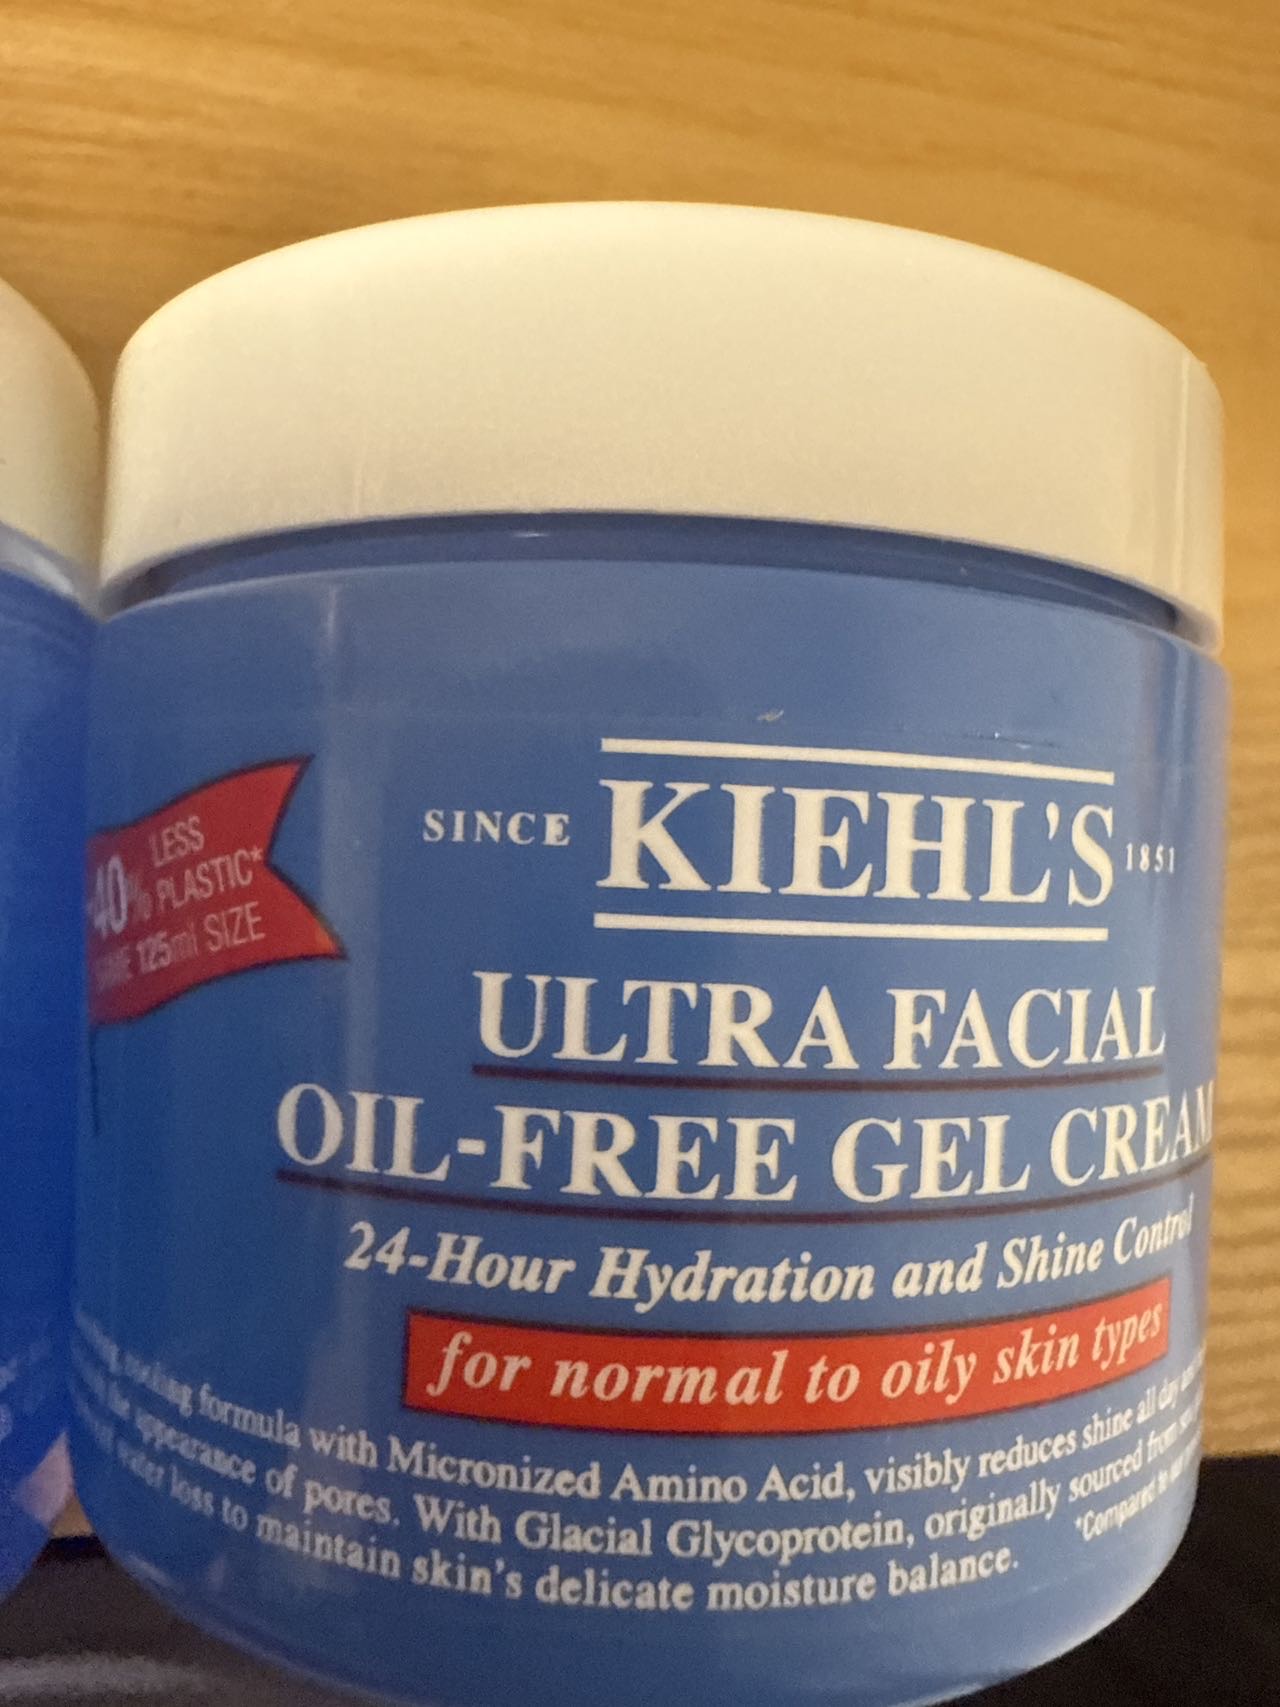 40% LESS
PLASTIC*
125ml SIZE
SINCE KIEHL'S 1851
ULTRA FACIAL
OIL-FREE GEL CREAM
24-Hour Hydration and Shine Control
for normal to oily skin types
cooling formula with Micronized Amino Acid, visibly reduces shine all day
the appearance of pores. With Glacial Glycoprotein, originally sourced from
water loss to maintain skin's delicate moisture balance.